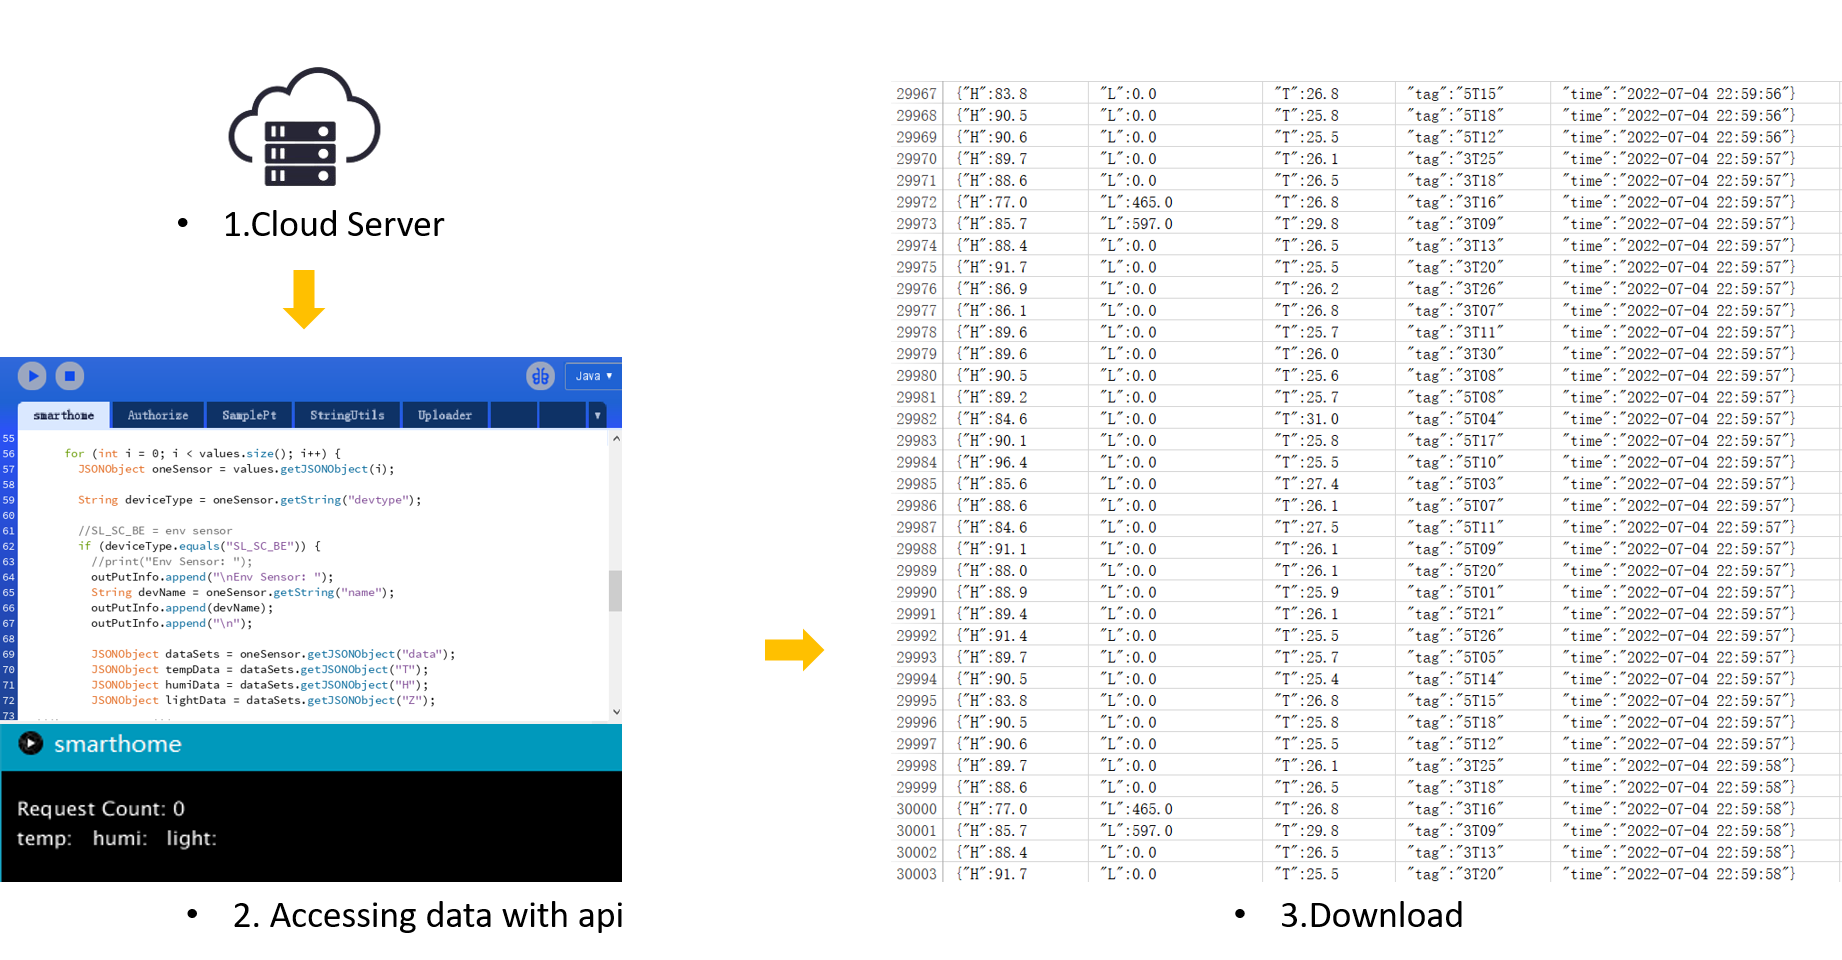 • 1.Cloud Server
Java ▾
smarthome Authorize SamplePt StringUtils Uploader ▾
55
56 for (int i = 0; i < values.size(); i++) {
57 JSONObject oneSensor = values.getJSONObject(i);
58
59 String deviceType = oneSensor.getString("devtype");
60
61 //SL_SC_BE = env sensor
62 if (deviceType.equals("SL_SC_BE")) {
63 //print("Env Sensor: ");
64 outPutInfo.append("\nEnv Sensor: ");
65 String devName = oneSensor.getString("name");
66 outPutInfo.append(devName);
67 outPutInfo.append("\n");
68
69 JSONObject dataSets = oneSensor.getJSONObject("data");
70 JSONObject tempData = dataSets.getJSONObject("T");
71 JSONObject humiData = dataSets.getJSONObject("H");
72 JSONObject lightData = dataSets.getJSONObject("Z");
73
smarthome
Request Count: 0
temp: humi: light:
• 2. Accessing data with api
29967 {"H":83.8 "L":0.0 "T":26.8 "tag":"5T15" "time":"2022-07-04 22:59:56"}
29968 {"H":90.5 "L":0.0 "T":25.8 "tag":"5T18" "time":"2022-07-04 22:59:56"}
29969 {"H":90.6 "L":0.0 "T":25.5 "tag":"5T12" "time":"2022-07-04 22:59:56"}
29970 {"H":89.7 "L":0.0 "T":26.1 "tag":"3T25" "time":"2022-07-04 22:59:57"}
29971 {"H":88.6 "L":0.0 "T":26.5 "tag":"3T18" "time":"2022-07-04 22:59:57"}
29972 {"H":77.0 "L":465.0 "T":26.8 "tag":"3T16" "time":"2022-07-04 22:59:57"}
29973 {"H":85.7 "L":597.0 "T":29.8 "tag":"3T09" "time":"2022-07-04 22:59:57"}
29974 {"H":88.4 "L":0.0 "T":26.5 "tag":"3T13" "time":"2022-07-04 22:59:57"}
29975 {"H":91.7 "L":0.0 "T":25.5 "tag":"3T20" "time":"2022-07-04 22:59:57"}
29976 {"H":86.9 "L":0.0 "T":26.2 "tag":"3T26" "time":"2022-07-04 22:59:57"}
29977 {"H":86.1 "L":0.0 "T":26.8 "tag":"3T07" "time":"2022-07-04 22:59:57"}
29978 {"H":89.6 "L":0.0 "T":25.7 "tag":"3T11" "time":"2022-07-04 22:59:57"}
29979 {"H":89.6 "L":0.0 "T":26.0 "tag":"3T30" "time":"2022-07-04 22:59:57"}
29980 {"H":90.5 "L":0.0 "T":25.6 "tag":"3T08" "time":"2022-07-04 22:59:57"}
29981 {"H":89.2 "L":0.0 "T":25.7 "tag":"5T08" "time":"2022-07-04 22:59:57"}
29982 {"H":84.6 "L":0.0 "T":31.0 "tag":"5T04" "time":"2022-07-04 22:59:57"}
29983 {"H":90.1 "L":0.0 "T":25.8 "tag":"5T17" "time":"2022-07-04 22:59:57"}
29984 {"H":96.4 "L":0.0 "T":25.5 "tag":"5T10" "time":"2022-07-04 22:59:57"}
29985 {"H":85.6 "L":0.0 "T":27.4 "tag":"5T03" "time":"2022-07-04 22:59:57"}
29986 {"H":88.6 "L":0.0 "T":26.1 "tag":"5T07" "time":"2022-07-04 22:59:57"}
29987 {"H":84.6 "L":0.0 "T":27.5 "tag":"5T11" "time":"2022-07-04 22:59:57"}
29988 {"H":91.1 "L":0.0 "T":26.1 "tag":"5T09" "time":"2022-07-04 22:59:57"}
29989 {"H":88.0 "L":0.0 "T":26.1 "tag":"5T20" "time":"2022-07-04 22:59:57"}
29990 {"H":88.9 "L":0.0 "T":25.9 "tag":"5T01" "time":"2022-07-04 22:59:57"}
29991 {"H":89.4 "L":0.0 "T":26.1 "tag":"5T21" "time":"2022-07-04 22:59:57"}
29992 {"H":91.4 "L":0.0 "T":25.5 "tag":"5T26" "time":"2022-07-04 22:59:57"}
29993 {"H":89.7 "L":0.0 "T":25.7 "tag":"5T05" "time":"2022-07-04 22:59:57"}
29994 {"H":90.5 "L":0.0 "T":25.4 "tag":"5T14" "time":"2022-07-04 22:59:57"}
29995 {"H":83.8 "L":0.0 "T":26.8 "tag":"5T15" "time":"2022-07-04 22:59:57"}
29996 {"H":90.5 "L":0.0 "T":25.8 "tag":"5T18" "time":"2022-07-04 22:59:57"}
29997 {"H":90.6 "L":0.0 "T":25.5 "tag":"5T12" "time":"2022-07-04 22:59:57"}
29998 {"H":89.7 "L":0.0 "T":26.1 "tag":"3T25" "time":"2022-07-04 22:59:58"}
29999 {"H":88.6 "L":0.0 "T":26.5 "tag":"3T18" "time":"2022-07-04 22:59:58"}
30000 {"H":77.0 "L":465.0 "T":26.8 "tag":"3T16" "time":"2022-07-04 22:59:58"}
30001 {"H":85.7 "L":597.0 "T":29.8 "tag":"3T09" "time":"2022-07-04 22:59:58"}
30002 {"H":88.4 "L":0.0 "T":26.5 "tag":"3T13" "time":"2022-07-04 22:59:58"}
30003 {"H":91.7 "L":0.0 "T":25.5 "tag":"3T20" "time":"2022-07-04 22:59:58"}
• 3.Download